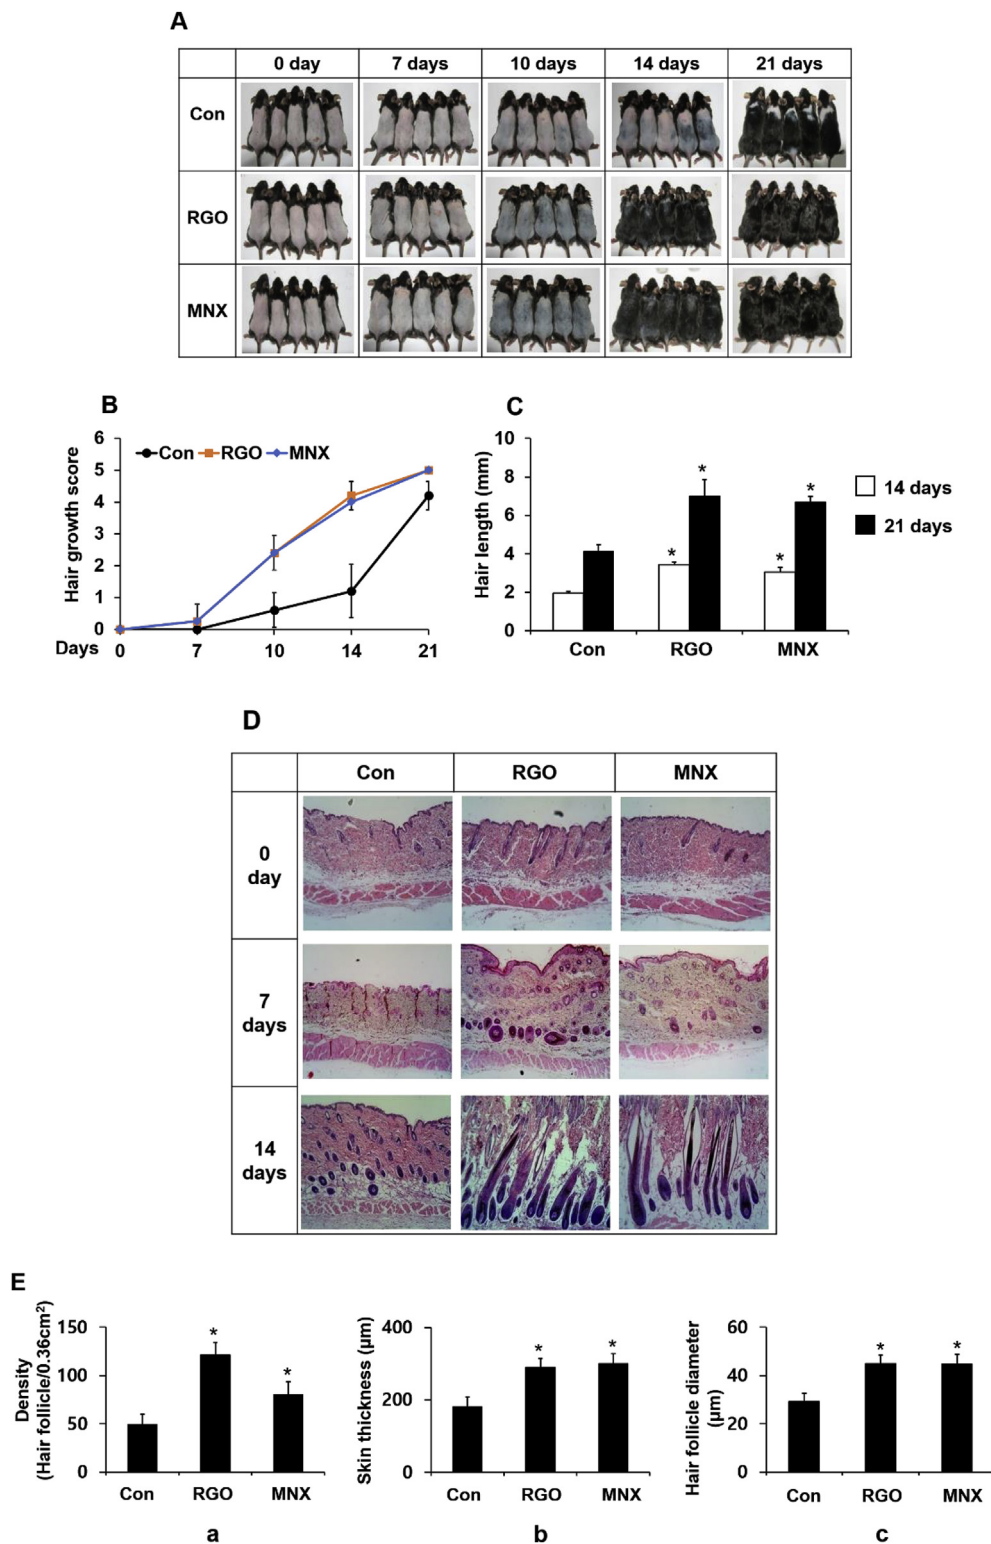 A
0 day 7 days 10 days 14 days 21 days
Con
RGO
MNX
B
Hair growth score
6
5
4
3
2
1
0
Con RGO MNX
Days 0 7 10 14 21
C
Hair length (mm)
10
8
6
4
2
0
* *
* *
Con RGO MNX
14 days
21 days
D
Con RGO MNX
0
day
7
days
14
days
E
Density
(Hair follicle/0.36cm²)
150
100
50
0
*
*
Con RGO MNX
a
Skin thickness (µm)
400
200
0
* *
Con RGO MNX
b
Hair follicle diameter
(µm)
60
40
20
0
* *
Con RGO MNX
c